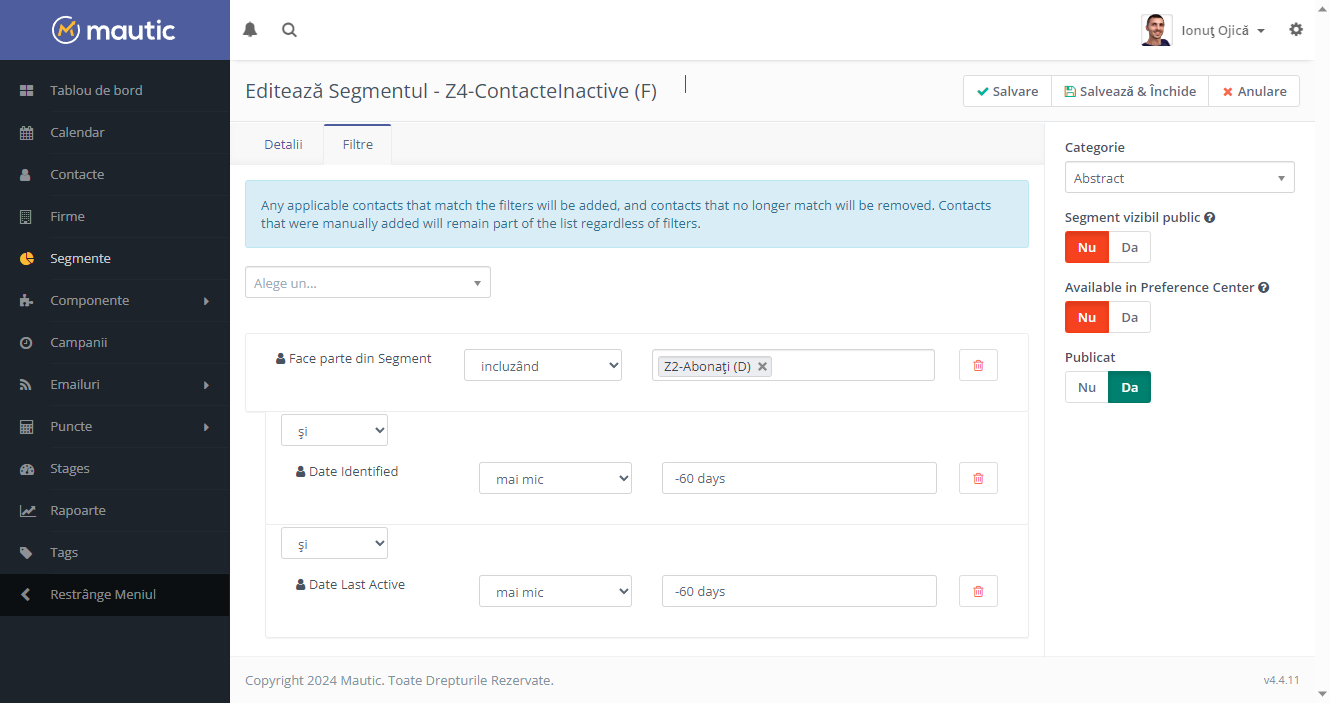 mautic
Ionuţ Ojică
Tablou de bord
Calendar
Contacte
Firme
Segmente
Componente
Campanii
Emailuri
Puncte
Stages
Rapoarte
Tags
Restrânge Meniul
Editează Segmentul - Z4-ContacteInactive (F)
Salvare
Salvează & Închide
Anulare
Detalii
Filtre
Any applicable contacts that match the filters will be added, and contacts that no longer match will be removed. Contacts
that were manually added will remain part of the list regardless of filters.
Alege un...
Face parte din Segment
incluzând
Z2-Abonaţi (D)
şi
Date Identified
mai mic
-60 days
şi
Date Last Active
mai mic
-60 days
Categorie
Abstract
Segment vizibil public
Nu
Da
Available in Preference Center
Nu
Da
Publicat
Nu
Da
Copyright 2024 Mautic. Toate Drepturile Rezervate.
v4.4.11